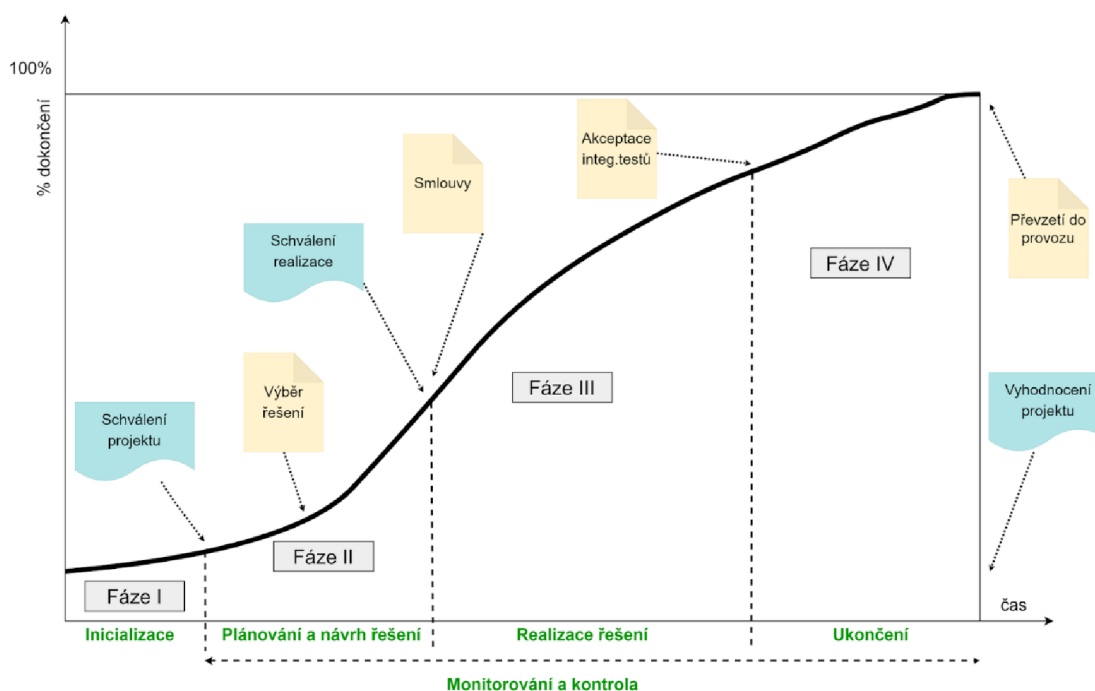 100%
% dokončení
Akceptace
integ.testů
Smlouvy
Převzetí do
provozu
Schválení
realizace
Fáze IV
Výběr
řešení
Fáze III
Vyhodnocení
projektu
Schválení
projektu
Fáze II
Fáze I
čas
Inicializace
Plánování a návrh řešení
Realizace řešení
Ukončení
Monitorování a kontrola